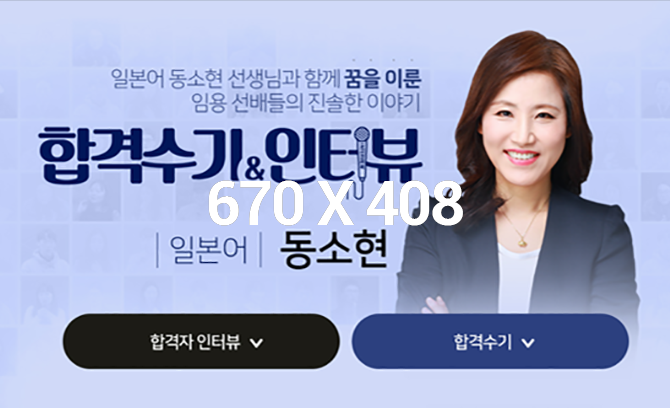 일본어 동소현 선생님과 함께 꿈을 이룬
임용 선배들의 진솔한 이야기
합격수기&인터뷰
670 X 408
일본어 동소현
합격자 인터뷰
합격수기